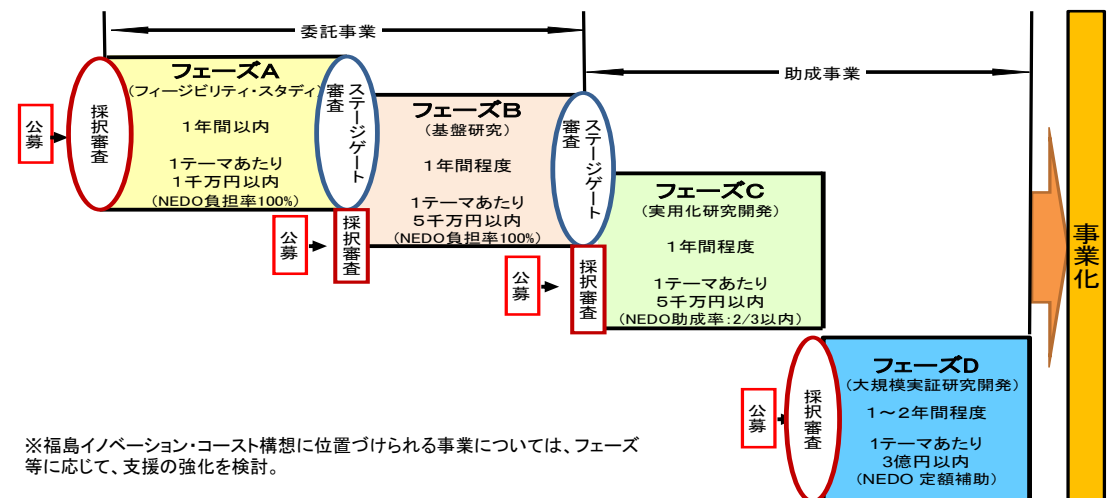 委託事業
助成事業
公募
採択審査
フェーズA
(フィージビリティ・スタディ)
1年間以内
1テーマあたり
1千万円以内
(NEDO負担率100%)
ステージゲート
審査
公募
採択審査
フェーズB
(基盤研究)
1年間程度
1テーマあたり
5千万円以内
(NEDO負担率100%)
ステージゲート
審査
公募
採択審査
フェーズC
(実用化研究開発)
1年間程度
1テーマあたり
5千万円以内
(NEDO助成率:2/3以内)
公募
採択審査
フェーズD
(大規模実証研究開発)
1～2年間程度
1テーマあたり
3億円以内
(NEDO 定額補助)
事業化
※福島イノベーション・コースト構想に位置づけられる事業については、フェーズ
等に応じて、支援の強化を検討。